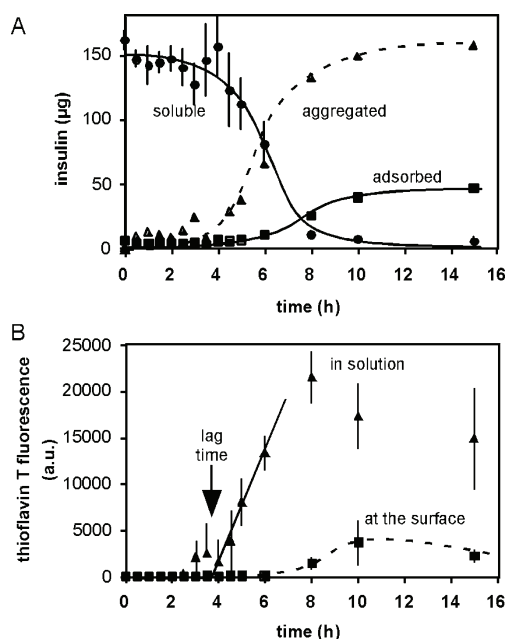 A
150
100
50
0
insulin (µg)
soluble
aggregated
adsorbed
0 2 4 6 8 10 12 14 16
time (h)
B
25000
20000
15000
10000
5000
0
thioflavin T fluorescence
(a.u.)
in solution
lag
time
at the surface
0 2 4 6 8 10 12 14 16
time (h)